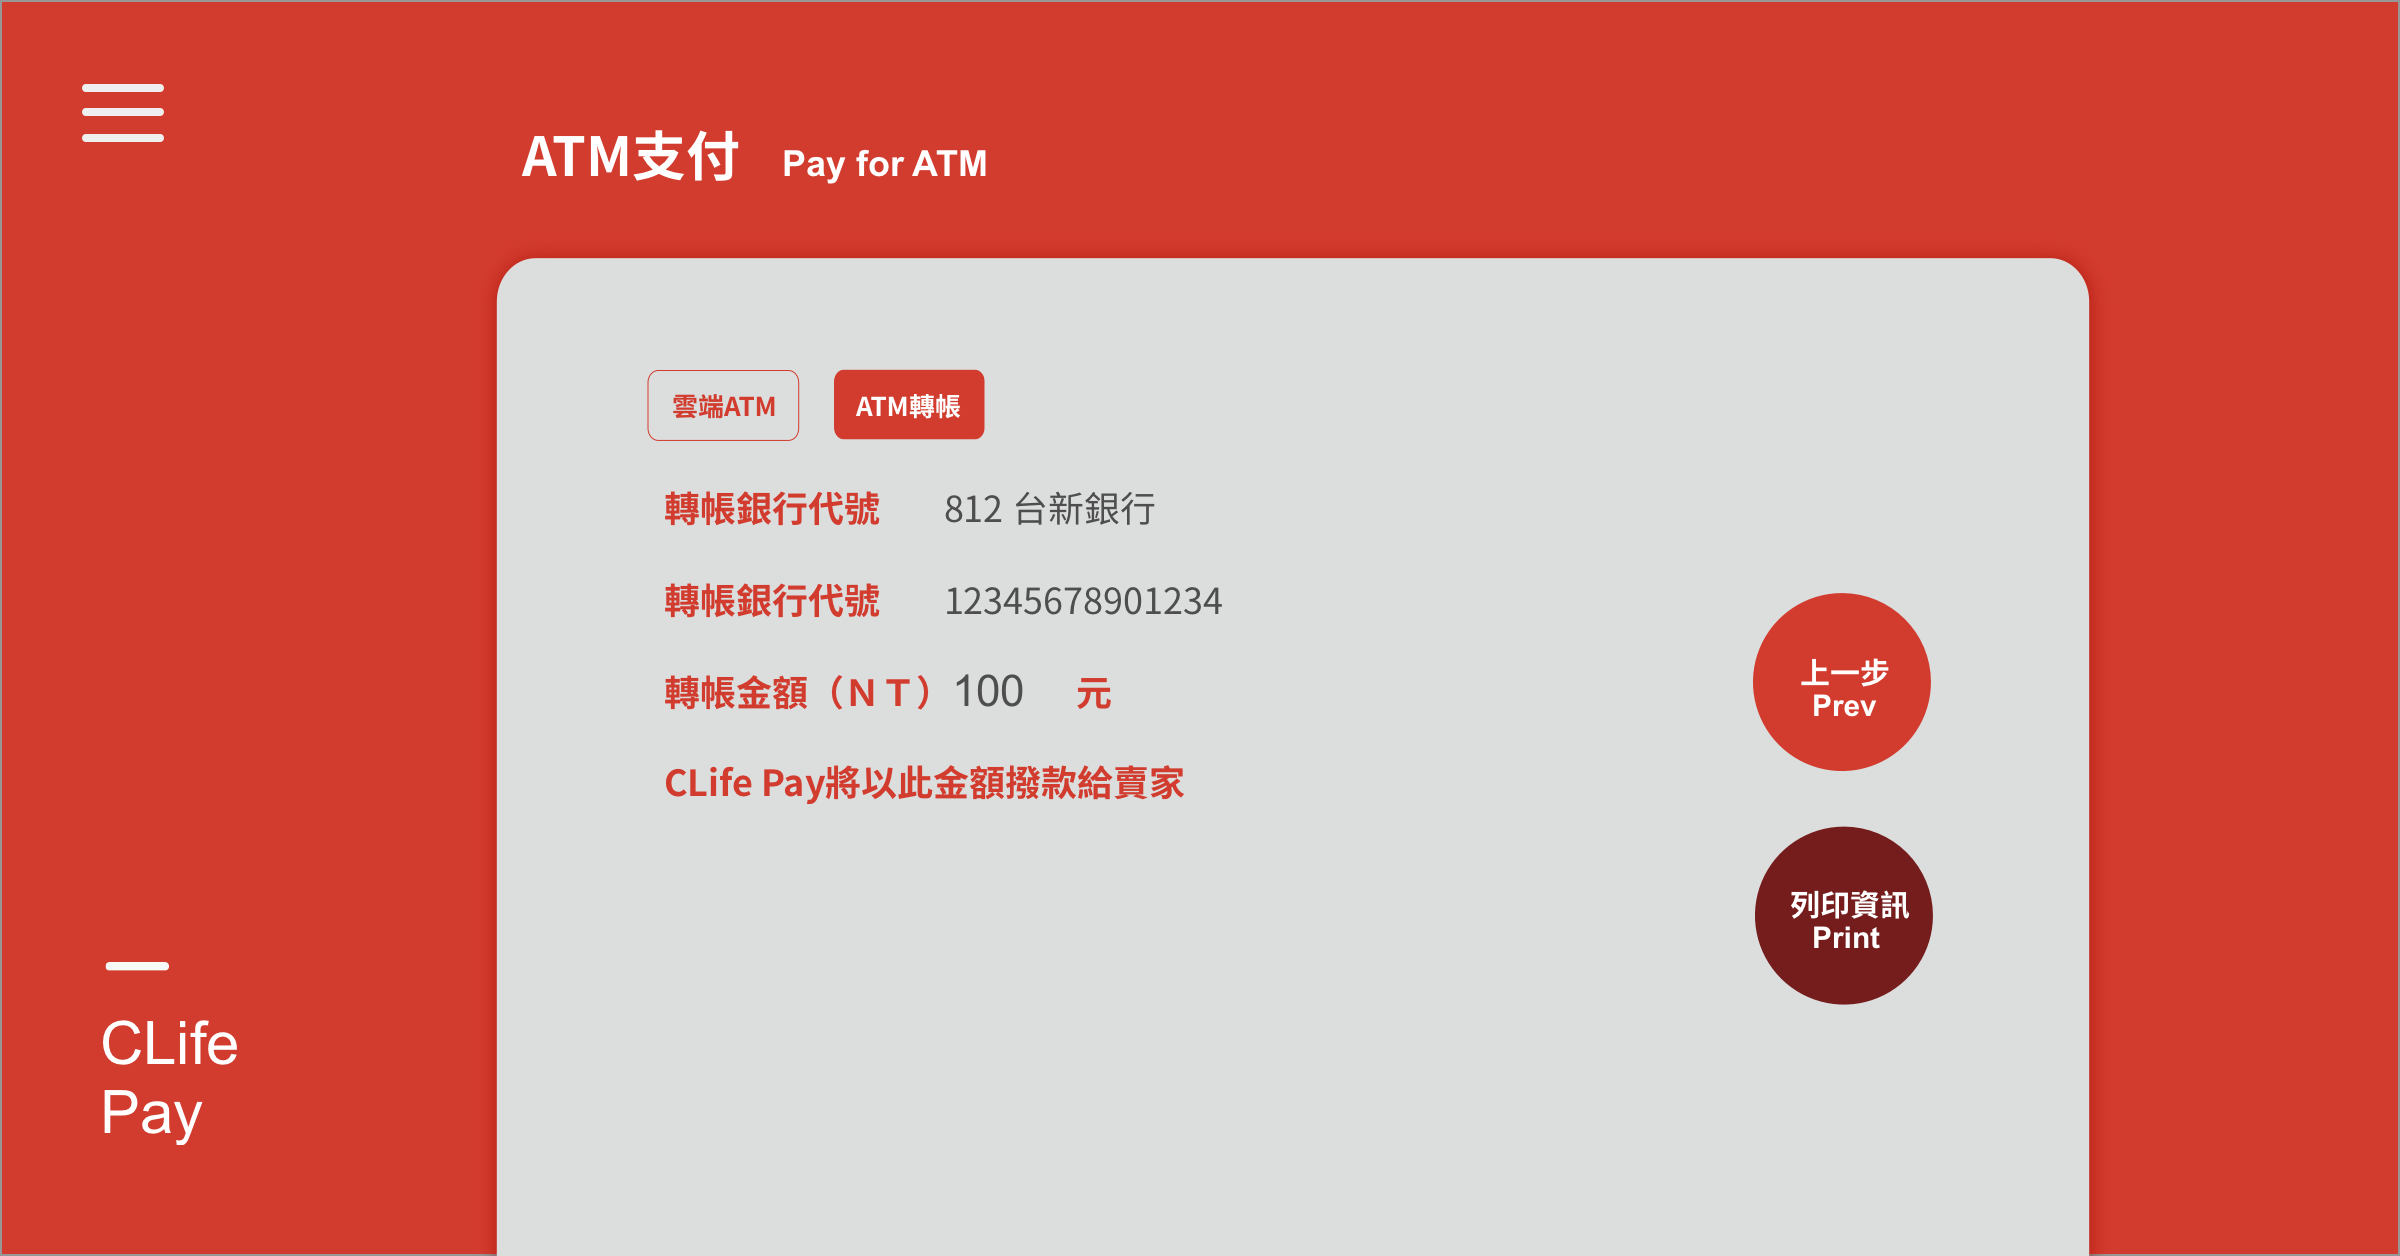 ATM支付 Pay for ATM
雲端ATM ATM轉帳
轉帳銀行代號 812 台新銀行
轉帳銀行代號 12345678901234
轉帳金額（ＮＴ）100 元
CLife Pay將以此金額撥款給賣家
上一步
Prev
列印資訊
Print
CLife
Pay